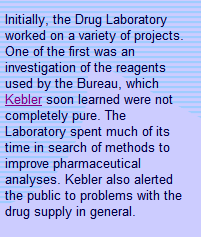 Initially, the Drug Laboratory
worked on a variety of projects.
One of the first was an
investigation of the reagents
used by the Bureau, which
Kebler soon learned were not
completely pure. The
Laboratory spent much of its
time in search of methods to
improve pharmaceutical
analyses. Kebler also alerted
the public to problems with the
drug supply in general.